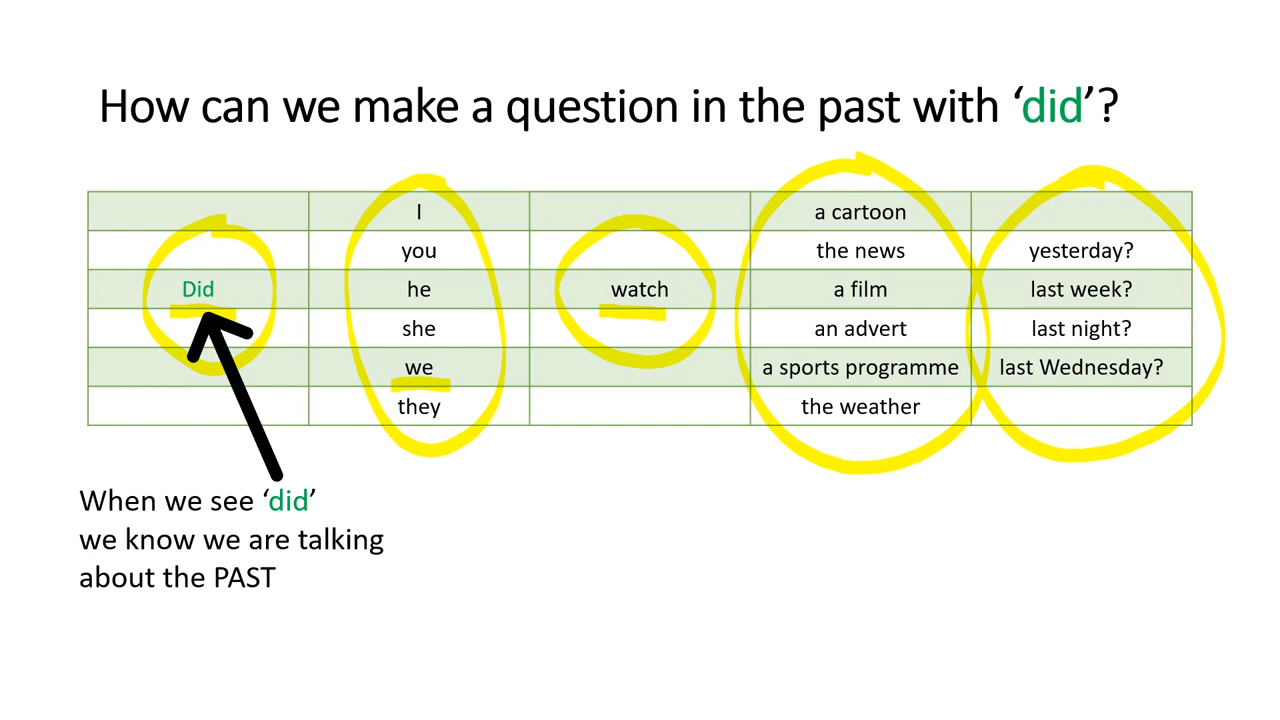 How can we make a question in the past with ‘did’?
I a cartoon
you the news yesterday?
Did he watch a film last week?
she an advert last night?
we a sports programme last Wednesday?
they the weather
When we see ‘did’
we know we are talking
about the PAST